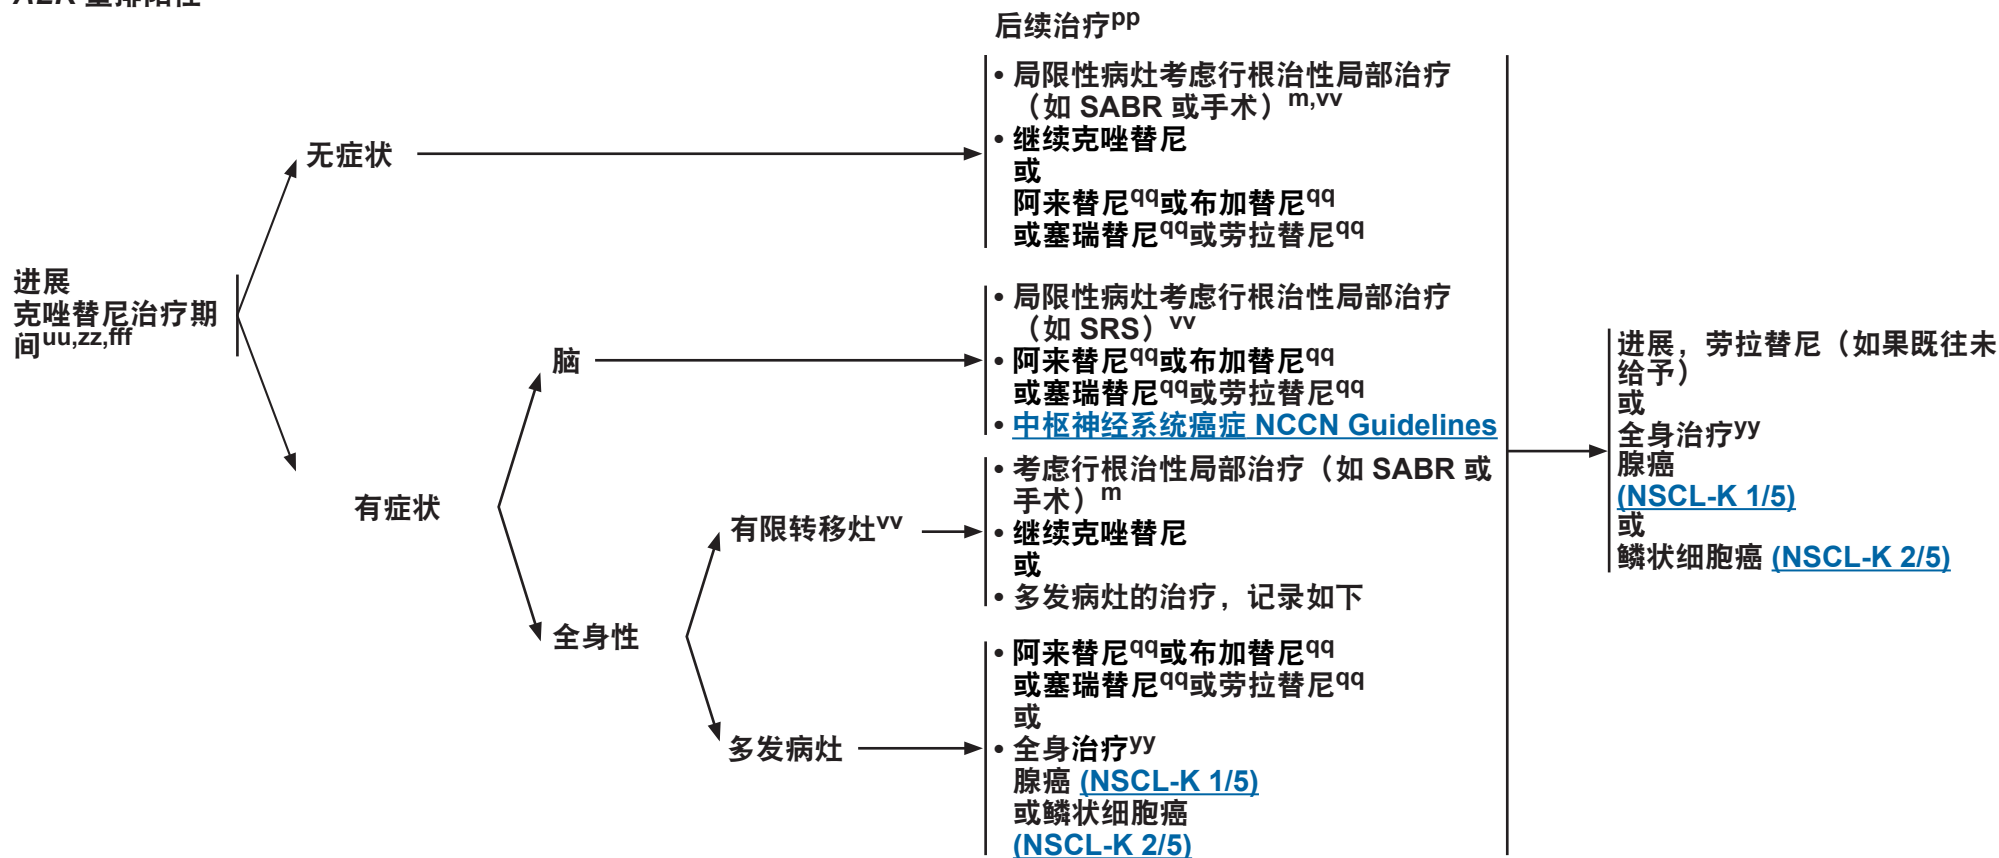 ALK 重排阳性
后续治疗pp
进展
克唑替尼治疗期
间uu,zz,fff
无症状
• 局限性病灶考虑行根治性局部治疗
（如 SABR 或手术）m,vv
• 继续克唑替尼
或
阿来替尼qq或布加替尼qq
或塞瑞替尼qq或劳拉替尼qq
有症状
脑
• 局限性病灶考虑行根治性局部治疗
（如 SRS）vv
• 阿来替尼qq或布加替尼qq
或塞瑞替尼qq或劳拉替尼qq
• 中枢神经系统癌症 NCCN Guidelines
全身性
有限转移灶vv
• 考虑行根治性局部治疗（如 SABR 或
手术）m
• 继续克唑替尼
或
• 多发病灶的治疗，记录如下
多发病灶
• 阿来替尼qq或布加替尼qq
或塞瑞替尼qq或劳拉替尼qq
或
• 全身治疗yy
腺癌 (NSCL-K 1/5)
或鳞状细胞癌
(NSCL-K 2/5)
进展，劳拉替尼（如果既往未
给予）
或
全身治疗yy
腺癌
(NSCL-K 1/5)
或
鳞状细胞癌 (NSCL-K 2/5)